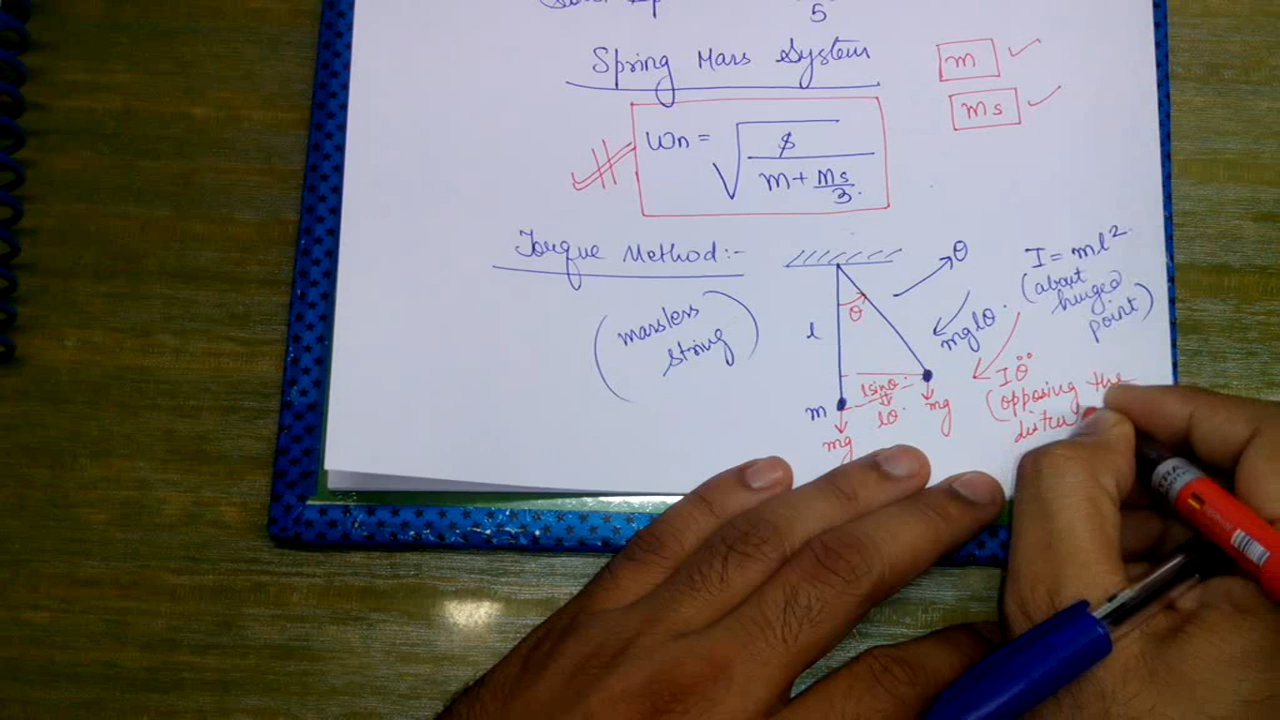 5
Spring Mass System
m
ms
Wn = √ $ / m + Ms/3.
Torque Method:-
(massless
string)
θ
θ
l
m
mg
lsinθ
lθ.
mg
mglθ.
I = ml²
(about
hinged
point)
Iθ̈
(opposing the